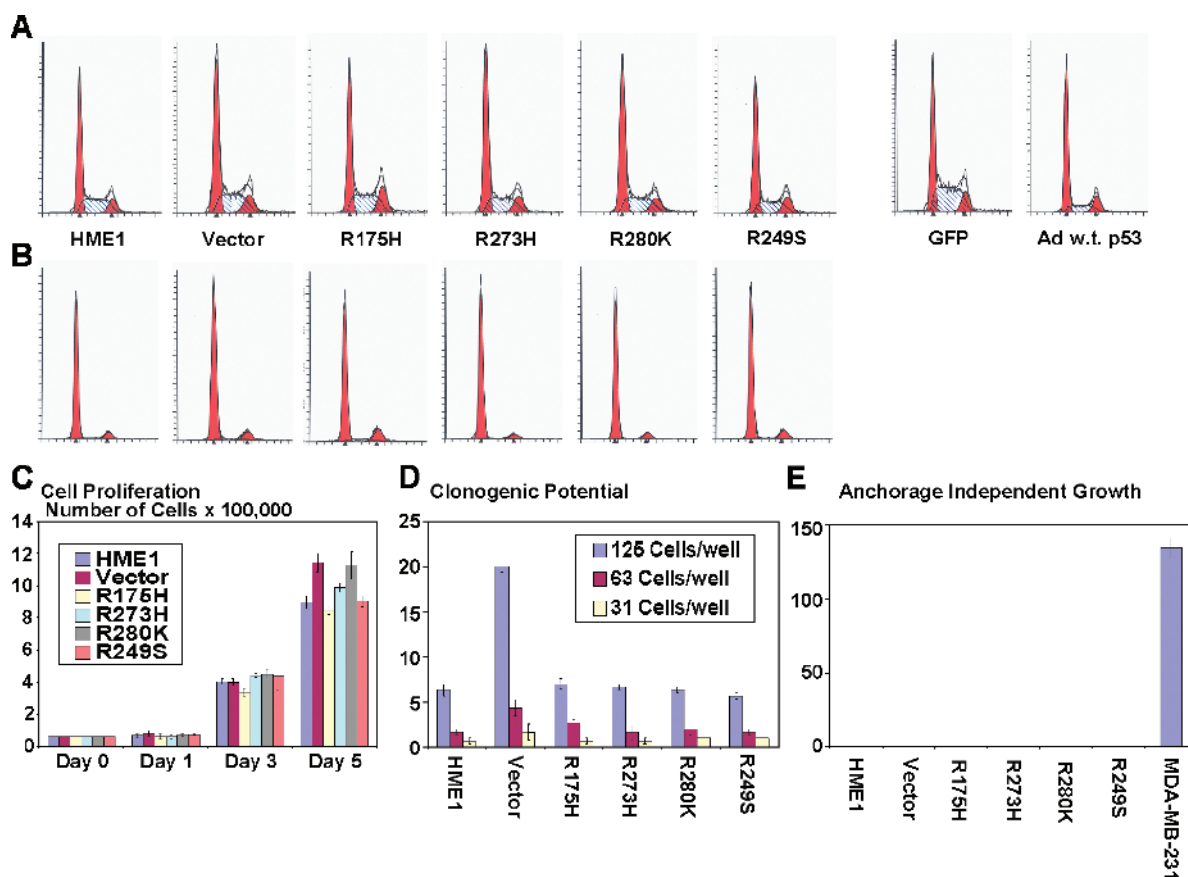 A
HME1 Vector R175H R273H R280K R249S GFP Ad w.t. p53
B
C Cell Proliferation
Number of Cells x 100,000
14
12
10
8
6
4
2
0
HME1
Vector
R175H
R273H
R280K
R249S
Day 0 Day 1 Day 3 Day 5
D Clonogenic Potential
25
20
15
10
5
0
125 Cells/well
63 Cells/well
31 Cells/well
HME1 Vector R175H R273H R280K R249S
E Anchorage Independent Growth
150
100
50
0
HME1 Vector R175H R273H R280K R249S MDA-MB-231